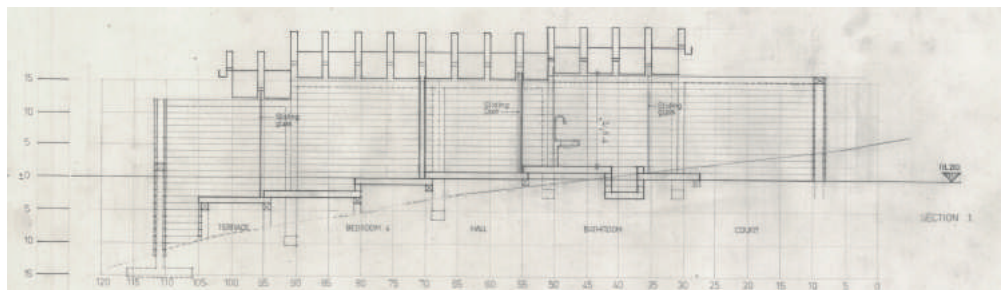 15
10
5
±0
5
10
15
Sliding
glass
Sliding
door
Sliding
glass
TERRACE
BEDROOM 4
HALL
BATHROOM
COURT
SECTION 1.
120 115 110 105 100 95 90 85 80 75 70 65 60 55 50 45 40 35 30 25 20 15 10 5 0